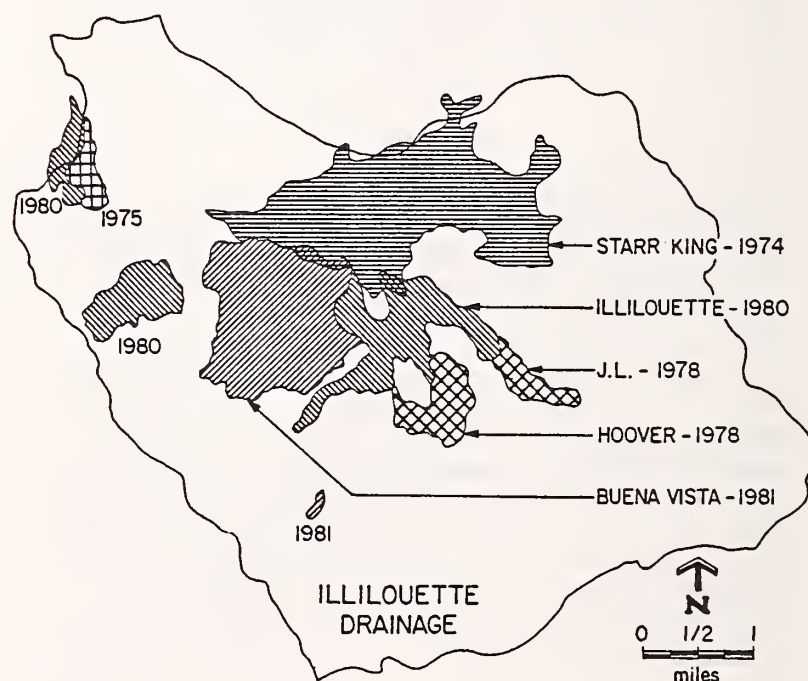 1980
1975
STARR KING - 1974
ILLILOUETTE - 1980
1980
J.L. - 1978
HOOVER - 1978
BUENA VISTA - 1981
1981
ILLILOUETTE
DRAINAGE
N
0 1/2 1
miles